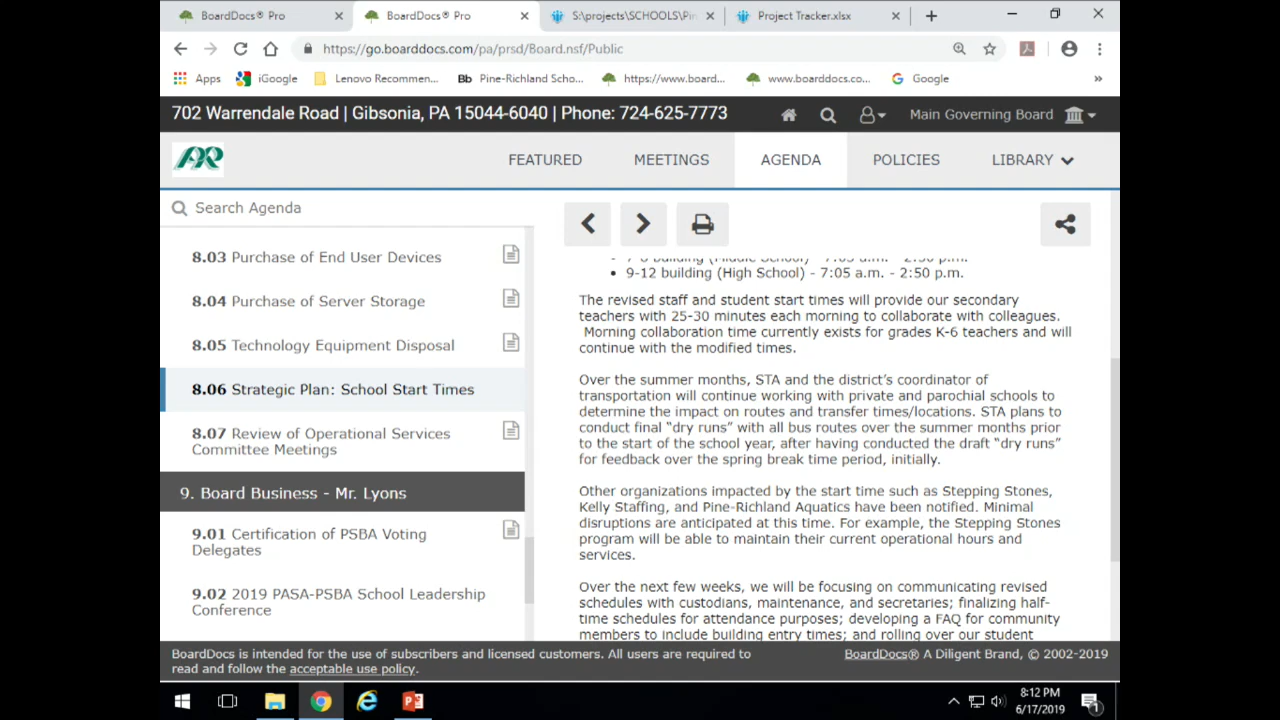 BoardDocs® Pro
BoardDocs® Pro
S:\projects\SCHOOLS\Pin
Project Tracker.xlsx
https://go.boarddocs.com/pa/prsd/Board.nsf/Public
Apps
iGoogle
Lenovo Recommen...
Bb Pine-Richland Scho...
https://www.board...
www.boarddocs.co...
Google
»
702 Warrendale Road | Gibsonia, PA 15044-6040 | Phone: 724-625-7773
Main Governing Board
FEATURED
MEETINGS
AGENDA
POLICIES
LIBRARY
Search Agenda
8.03 Purchase of End User Devices
8.04 Purchase of Server Storage
8.05 Technology Equipment Disposal
8.06 Strategic Plan: School Start Times
8.07 Review of Operational Services
Committee Meetings
9. Board Business - Mr. Lyons
9.01 Certification of PSBA Voting
Delegates
9.02 2019 PASA-PSBA School Leadership
Conference
building (Middle School) - 7:05 a.m. - 2:50 p.m.
• 9-12 building (High School) - 7:05 a.m. - 2:50 p.m.
The revised staff and student start times will provide our secondary
teachers with 25-30 minutes each morning to collaborate with colleagues.
Morning collaboration time currently exists for grades K-6 teachers and will
continue with the modified times.
Over the summer months, STA and the district's coordinator of
transportation will continue working with private and parochial schools to
determine the impact on routes and transfer times/locations. STA plans to
conduct final “dry runs” with all bus routes over the summer months prior
to the start of the school year, after having conducted the draft “dry runs”
for feedback over the spring break time period, initially.
Other organizations impacted by the start time such as Stepping Stones,
Kelly Staffing, and Pine-Richland Aquatics have been notified. Minimal
disruptions are anticipated at this time. For example, the Stepping Stones
program will be able to maintain their current operational hours and
services.
Over the next few weeks, we will be focusing on communicating revised
schedules with custodians, maintenance, and secretaries; finalizing half-
time schedules for attendance purposes; developing a FAQ for community
members to include building entry times; and rolling over our student
BoardDocs is intended for the use of subscribers and licensed customers. All users are required to
read and follow the acceptable use policy.
BoardDocs® A Diligent Brand, © 2002-2019
8:12 PM
6/17/2019
1